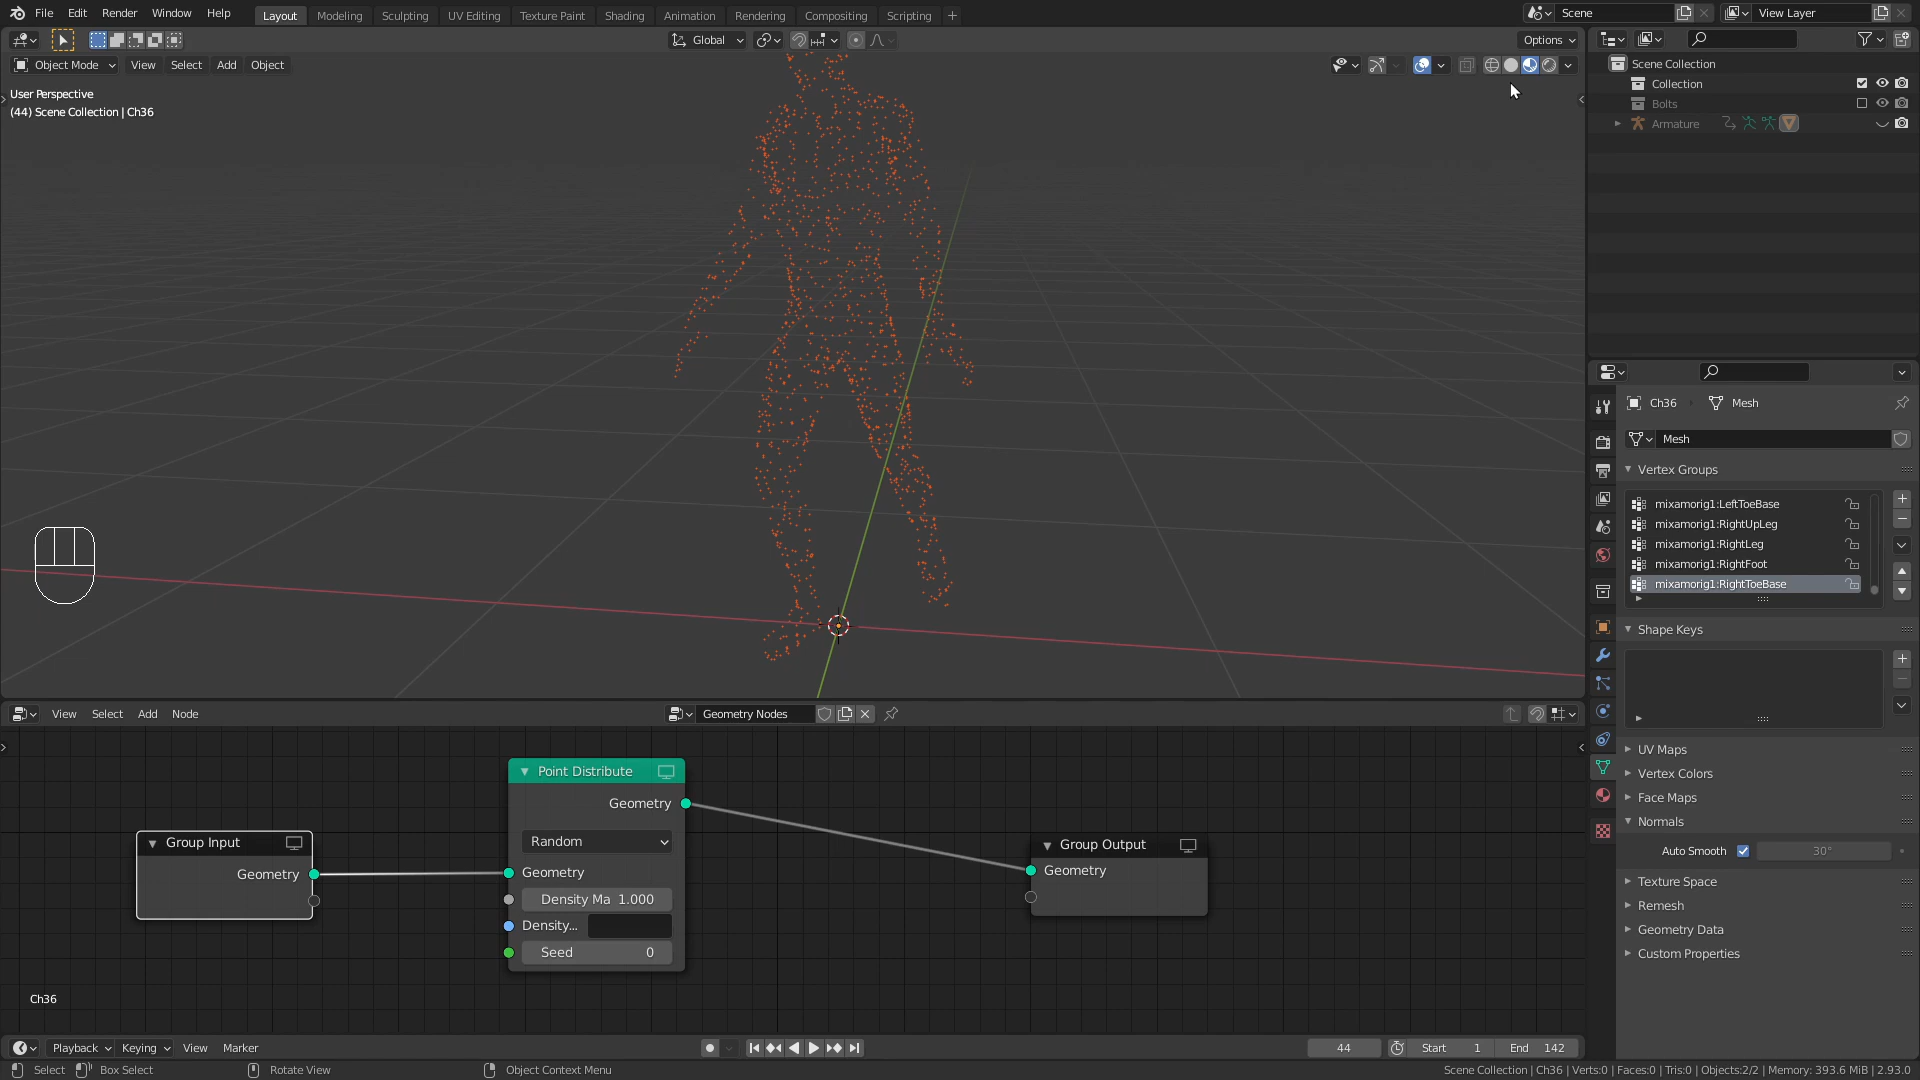 File Edit Render Window Help Layout Modeling Sculpting UV Editing Texture Paint Shading Animation Rendering Compositing Scripting + Scene View Layer
Global Options
Object Mode View Select Add Object
User Perspective
(44) Scene Collection | Ch36
Scene Collection
Collection
Bolts
Armature
Ch36 Mesh
Mesh
Vertex Groups
mixamorig1:LeftToeBase
mixamorig1:RightUpLeg
mixamorig1:RightLeg
mixamorig1:RightFoot
mixamorig1:RightToeBase
Shape Keys
UV Maps
Vertex Colors
Face Maps
Normals
Auto Smooth 30°
Texture Space
Remesh
Geometry Data
Custom Properties
View Select Add Node Geometry Nodes
Group Input
Geometry
Point Distribute
Geometry
Random
Geometry
Density Ma 1.000
Density...
Seed 0
Group Output
Geometry
Ch36
Playback Keying View Marker 44 Start 1 End 142
Select Box Select Rotate View Object Context Menu Scene Collection | Ch36 | Verts:0 | Faces:0 | Tris:0 | Objects:2/2 | Memory: 393.6 MiB | 2.93.0